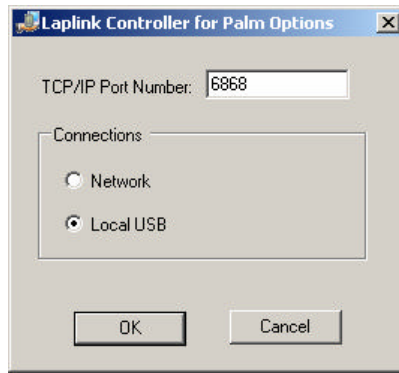 Laplink Controller for Palm Options
TCP/IP Port Number: 6868
Connections
Network
Local USB
OK Cancel